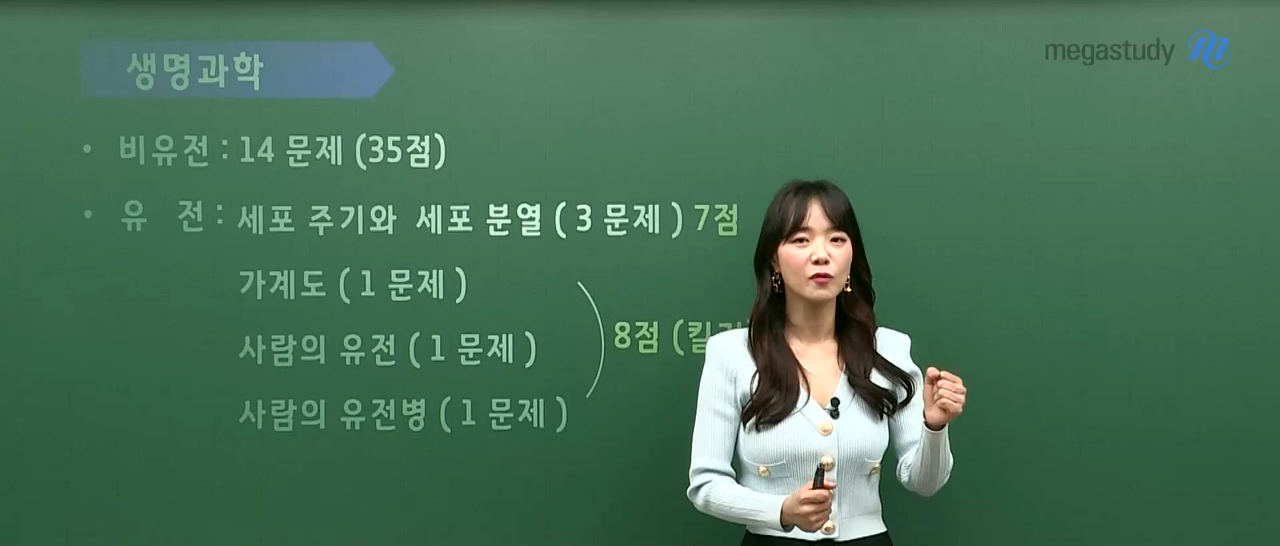 megastudy
생명과학
• 비유전 : 14 문제 (35점)
• 유 전 : 세포 주기와 세포 분열 ( 3 문제 ) 7점
가계도 ( 1 문제 )
사람의 유전 ( 1 문제 )
8점
사람의 유전병 ( 1 문제 )